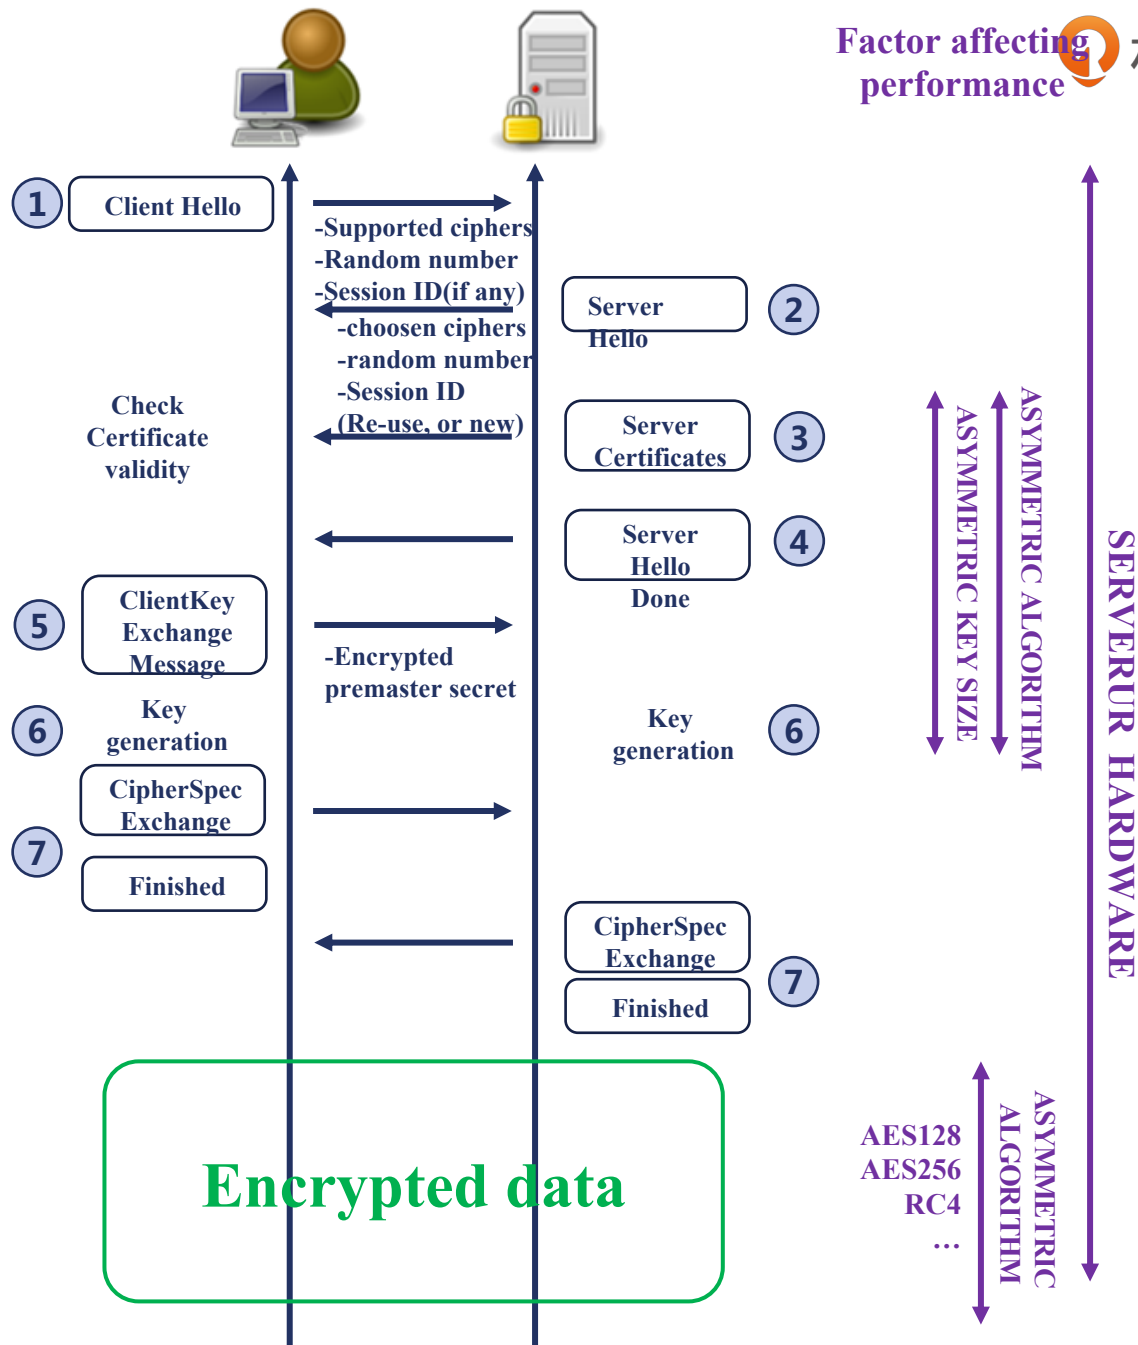 Factor affecting
performance
1
Client Hello
-Supported ciphers
-Random number
-Session ID(if any)
Server
Hello
2
-choosen ciphers
-random number
-Session ID
(Re-use, or new)
Check
Certificate
validity
Server
Certificates
3
Server
Hello
Done
4
5
ClientKey
Exchange
Message
-Encrypted
premaster secret
6
Key
generation
Key
generation
6
CipherSpec
Exchange
7
Finished
CipherSpec
Exchange
7
Finished
ASYMMETRIC KEY SIZE
ASYMMETRIC ALGORITHM
SERVERUR HARDWARE
Encrypted data
AES128
AES256
RC4
…
ASYMMETRIC
ALGORITHM